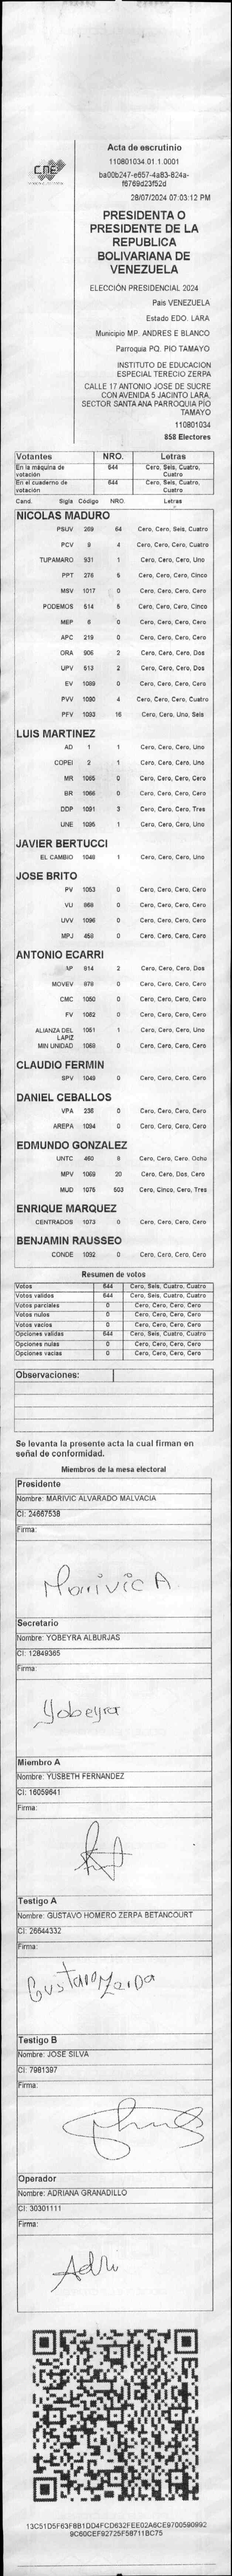 CNE
Acta de escrutinio
110801034.01.1.0001
ba00b247-e657-4a83-824a-
f6769d23f52d
28/07/2024 07:03:12 PM
PRESIDENTA O
PRESIDENTE DE LA
REPUBLICA
BOLIVARIANA DE
VENEZUELA
ELECCIÓN PRESIDENCIAL 2024
Pais VENEZUELA
Estado EDO. LARA
Municipio MP. ANDRES E BLANCO
Parroquia PQ. PIO TAMAYO
INSTITUTO DE EDUCACION
ESPECIAL TERECIO ZERPA
CALLE 17 ANTONIO JOSE DE SUCRE
CON AVENIDA 5 JACINTO LARA.
SECTOR SANTA ANA PARROQUIA PIO
TAMAYO
110801034
858 Electores
Votantes NRO. Letras
En la máquina de votación 644 Cero, Seis, Cuatro, Cuatro
En el cuaderno de votación 644 Cero, Seis, Cuatro, Cuatro
Cand. Sigla Código NRO. Letras
NICOLAS MADURO
PSUV 269 64 Cero, Cero, Seis, Cuatro
PCV 9 4 Cero, Cero, Cero, Cuatro
TUPAMARO 931 1 Cero, Cero, Cero, Uno
PPT 276 5 Cero, Cero, Cero, Cinco
MSV 1017 0 Cero, Cero, Cero, Cero
PODEMOS 514 5 Cero, Cero, Cero, Cinco
MEP 6 0 Cero, Cero, Cero, Cero
APC 219 0 Cero, Cero, Cero, Cero
ORA 906 2 Cero, Cero, Cero, Dos
UPV 513 2 Cero, Cero, Cero, Dos
EV 1089 0 Cero, Cero, Cero, Cero
PVV 1090 4 Cero, Cero, Cero, Cuatro
PFV 1093 16 Cero, Cero, Uno, Seis
LUIS MARTINEZ
AD 1 1 Cero, Cero, Cero, Uno
COPEI 2 1 Cero, Cero, Cero, Uno
MR 1065 0 Cero, Cero, Cero, Cero
BR 1066 0 Cero, Cero, Cero, Cero
DDP 1091 3 Cero, Cero, Cero, Tres
UNE 1095 1 Cero, Cero, Cero, Uno
JAVIER BERTUCCI
EL CAMBIO 1048 1 Cero, Cero, Cero, Uno
JOSE BRITO
PV 1053 0 Cero, Cero, Cero, Cero
VU 868 0 Cero, Cero, Cero, Cero
UVV 1096 0 Cero, Cero, Cero, Cero
MPJ 458 0 Cero, Cero, Cero, Cero
ANTONIO ECARRI
AP 914 2 Cero, Cero, Cero, Dos
MOVEV 879 0 Cero, Cero, Cero, Cero
CMC 1050 0 Cero, Cero, Cero, Cero
FV 1062 0 Cero, Cero, Cero, Cero
ALIANZA DEL LAPIZ 1061 1 Cero, Cero, Cero, Uno
MIN UNIDAD 1069 0 Cero, Cero, Cero, Cero
CLAUDIO FERMIN
SPV 1049 0 Cero, Cero, Cero, Cero
DANIEL CEBALLOS
VPA 236 0 Cero, Cero, Cero, Cero
AREPA 1094 0 Cero, Cero, Cero, Cero
EDMUNDO GONZALEZ
UNTC 460 8 Cero, Cero, Cero, Ocho
MPV 1069 20 Cero, Cero, Dos, Cero
MUD 1075 503 Cero, Cinco, Cero, Tres
ENRIQUE MARQUEZ
CENTRADOS 1073 0 Cero, Cero, Cero, Cero
BENJAMIN RAUSSEO
CONDE 1092 0 Cero, Cero, Cero, Cero
Resumen de votos
Votos 644 Cero, Seis, Cuatro, Cuatro
Votos validos 644 Cero, Seis, Cuatro, Cuatro
Votos parciales 0 Cero, Cero, Cero, Cero
Votos nulos 0 Cero, Cero, Cero, Cero
Votos vacios 0 Cero, Cero, Cero, Cero
Opciones validas 644 Cero, Seis, Cuatro, Cuatro
Opciones nulas 0 Cero, Cero, Cero, Cero
Opciones vacias 0 Cero, Cero, Cero, Cero
Observaciones:
Se levanta la presente acta la cual firman en
señal de conformidad.
Miembros de la mesa electoral
Presidente
Nombre: MARIVIC ALVARADO MALVACIA
CI: 24667538
Firma:
Marivic A
Secretario
Nombre: YOBEYRA ALBURJAS
CI: 12849365
Firma:
Yobeyra
Miembro A
Nombre: YUSBETH FERNANDEZ
CI: 16059641
Firma:
Testigo A
Nombre: GUSTAVO HOMERO ZERPA BETANCOURT
CI: 26644332
Firma:
Gustavo Zerpa
Testigo B
Nombre: JOSE SILVA
CI: 7981397
Firma:
Operador
Nombre: ADRIANA GRANADILLO
CI: 30301111
Firma:
Adri
13C51D5F63F8B1DD4FCD632FEE02A6CE9700590992
9C60CEF92725F58711BC75